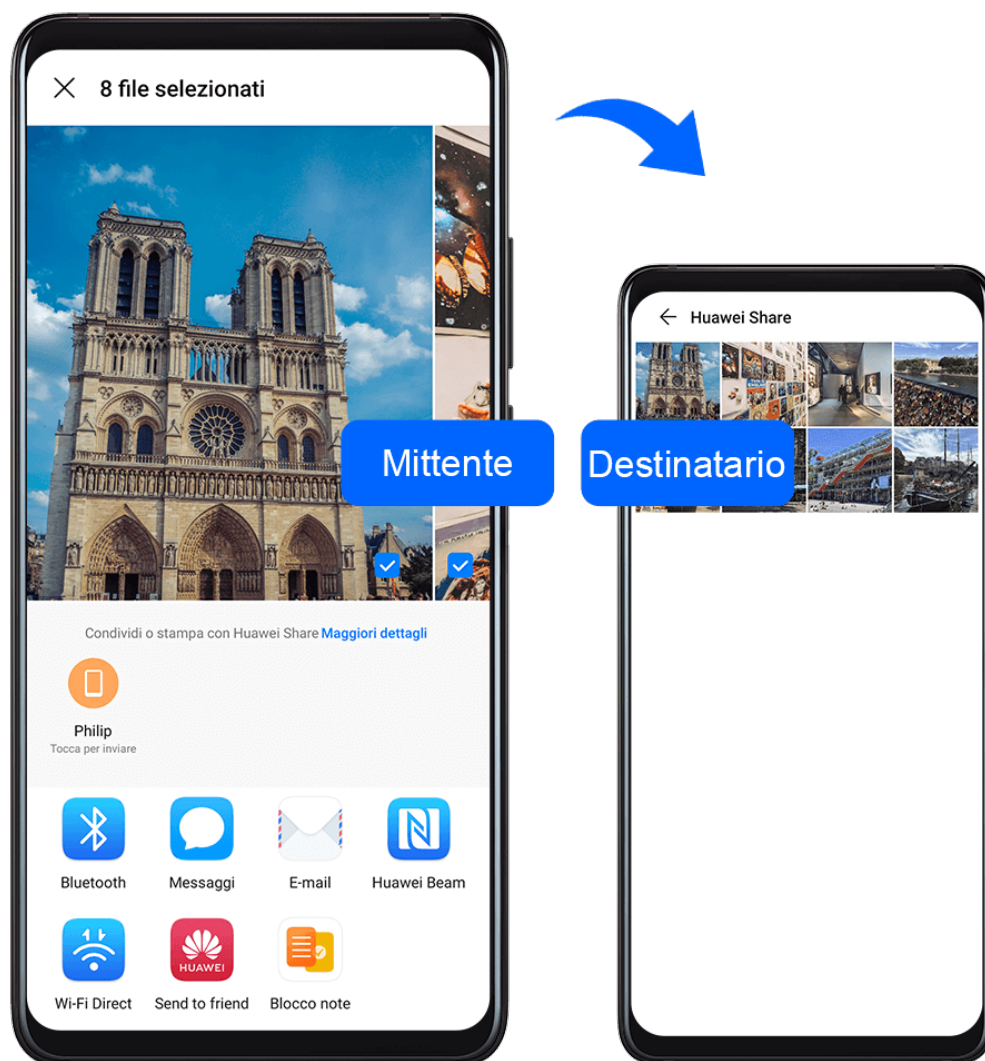 8 file selezionati
Huawei Share
Mittente
Destinatario
Condividi o stampa con Huawei Share Maggiori dettagli
Philip
Tocca per inviare
Bluetooth
Messaggi
E-mail
Huawei Beam
HUAWEI
Wi-Fi Direct
Send to friend
Blocco note